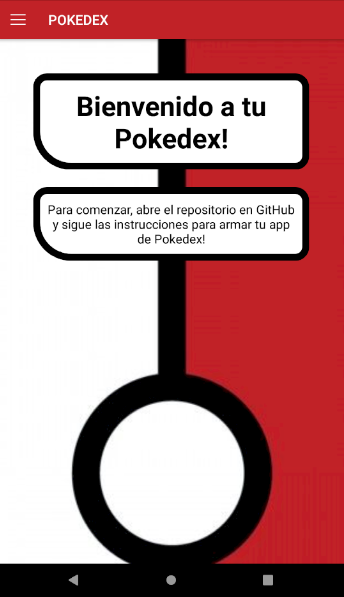 POKEDEX
Bienvenido a tu
Pokedex!
Para comenzar, abre el repositorio en GitHub
y sigue las instrucciones para armar tu app
de Pokedex!